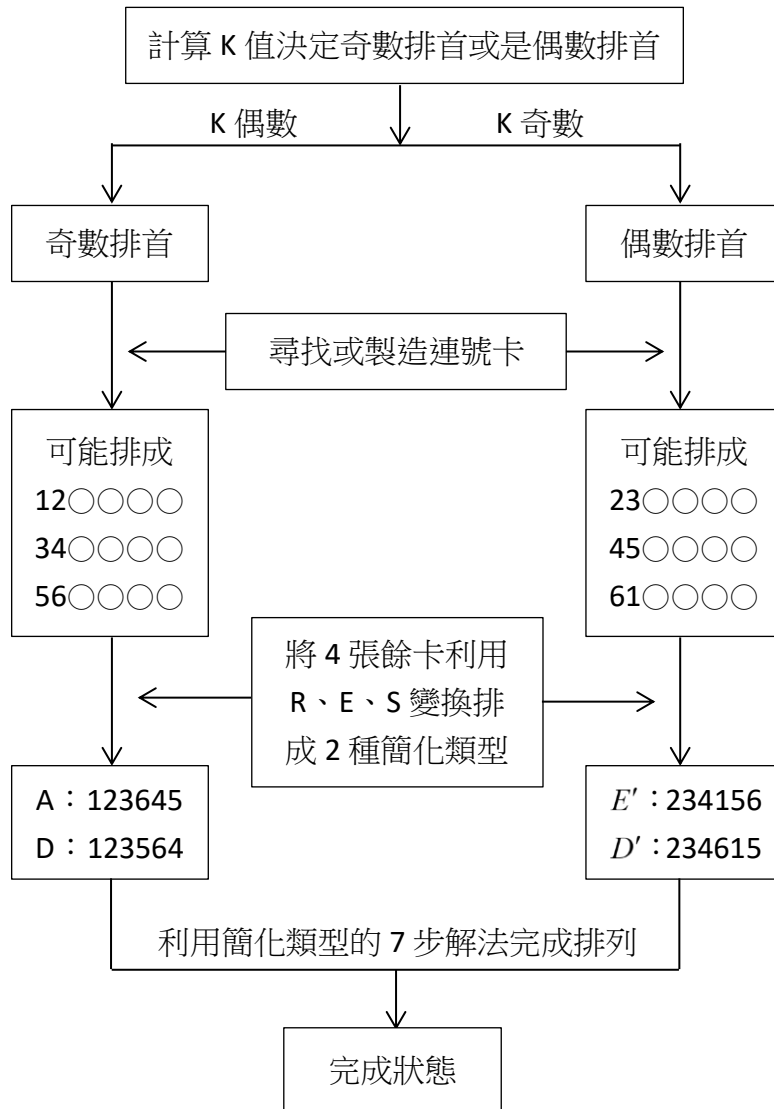 計算 K 值決定奇數排首或是偶數排首
K 偶數
K 奇數
奇數排首
偶數排首
尋找或製造連號卡
可能排成
12○○○○
34○○○○
56○○○○
可能排成
23○○○○
45○○○○
61○○○○
將 4 張餘卡利用
R、E、S 變換排
成 2 種簡化類型
A：123645
D：123564
E′：234156
D′：234615
利用簡化類型的 7 步解法完成排列
完成狀態